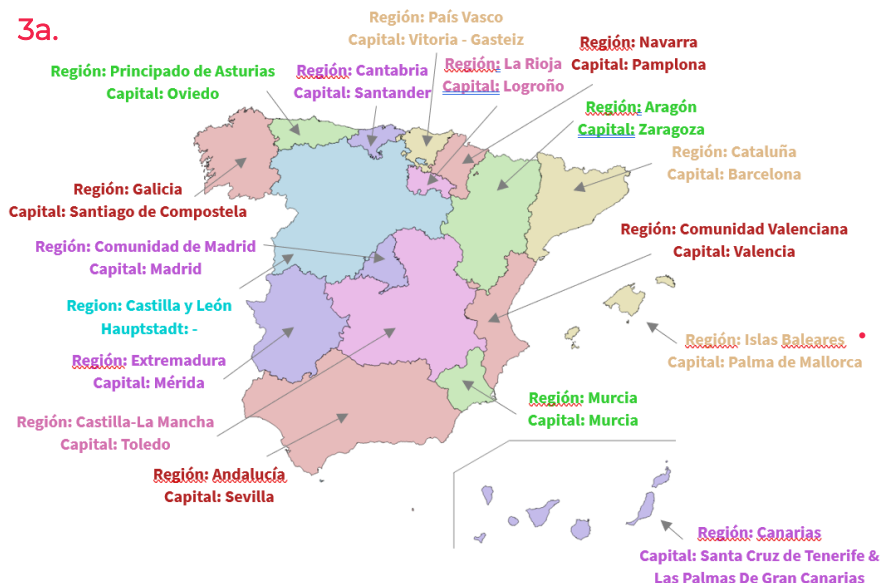 3a.
Región: País Vasco
Capital: Vitoria - Gasteiz
Región: Navarra
Capital: Pamplona
Región: Principado de Asturias
Capital: Oviedo
Región: Cantabria
Capital: Santander
Región: La Rioja
Capital: Logroño
Región: Aragón
Capital: Zaragoza
Región: Cataluña
Capital: Barcelona
Región: Galicia
Capital: Santiago de Compostela
Región: Comunidad Valenciana
Capital: Valencia
Región: Comunidad de Madrid
Capital: Madrid
Region: Castilla y León
Hauptstadt: -
Región: Islas Baleares
Capital: Palma de Mallorca
Región: Extremadura
Capital: Mérida
Región: Murcia
Capital: Murcia
Región: Castilla-La Mancha
Capital: Toledo
Región: Andalucía
Capital: Sevilla
Región: Canarias
Capital: Santa Cruz de Tenerife &
Las Palmas De Gran Canarias